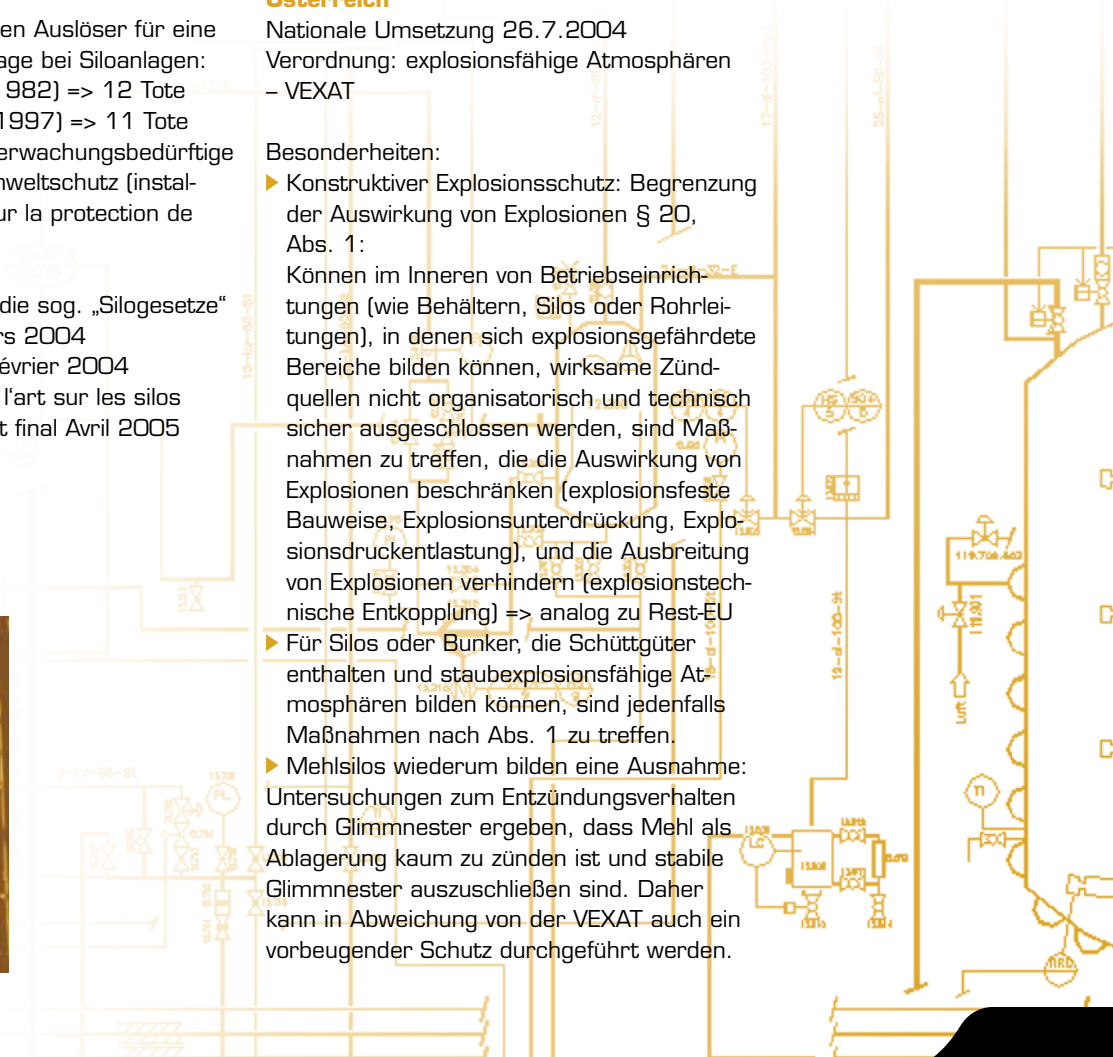 en Auslöser für eine
age bei Siloanlagen:
982) => 12 Tote
1997) => 11 Tote
erwachungsbedürftige
weltschutz (instal-
ur la protection de
die sog. „Silogesetze“
rs 2004
évrier 2004
l'art sur les silos
t final Avril 2005
Österreich
Nationale Umsetzung 26.7.2004
Verordnung: explosionsfähige Atmosphären
– VEXAT
Besonderheiten:
Konstruktiver Explosionsschutz: Begrenzung
der Auswirkung von Explosionen § 20,
Abs. 1:
Können im Inneren von Betriebseinrich-
tungen (wie Behältern, Silos oder Rohrlei-
tungen), in denen sich explosionsgefährdete
Bereiche bilden können, wirksame Zünd-
quellen nicht organisatorisch und technisch
sicher ausgeschlossen werden, sind Maß-
nahmen zu treffen, die die Auswirkung von
Explosionen beschränken (explosionsfeste
Bauweise, Explosionsunterdrückung, Explo-
sionsdruckentlastung), und die Ausbreitung
von Explosionen verhindern (explosionstech-
nische Entkopplung) => analog zu Rest-EU
Für Silos oder Bunker, die Schüttgüter
enthalten und staubexplosionsfähige At-
mosphären bilden können, sind jedenfalls
Maßnahmen nach Abs. 1 zu treffen.
Mehlsilos wiederum bilden eine Ausnahme:
Untersuchungen zum Entzündungsverhalten
durch Glimmnester ergeben, dass Mehl als
Ablagerung kaum zu zünden ist und stabile
Glimmnester auszuschließen sind. Daher
kann in Abweichung von der VEXAT auch ein
vorbeugender Schutz durchgeführt werden.
Luft
TI